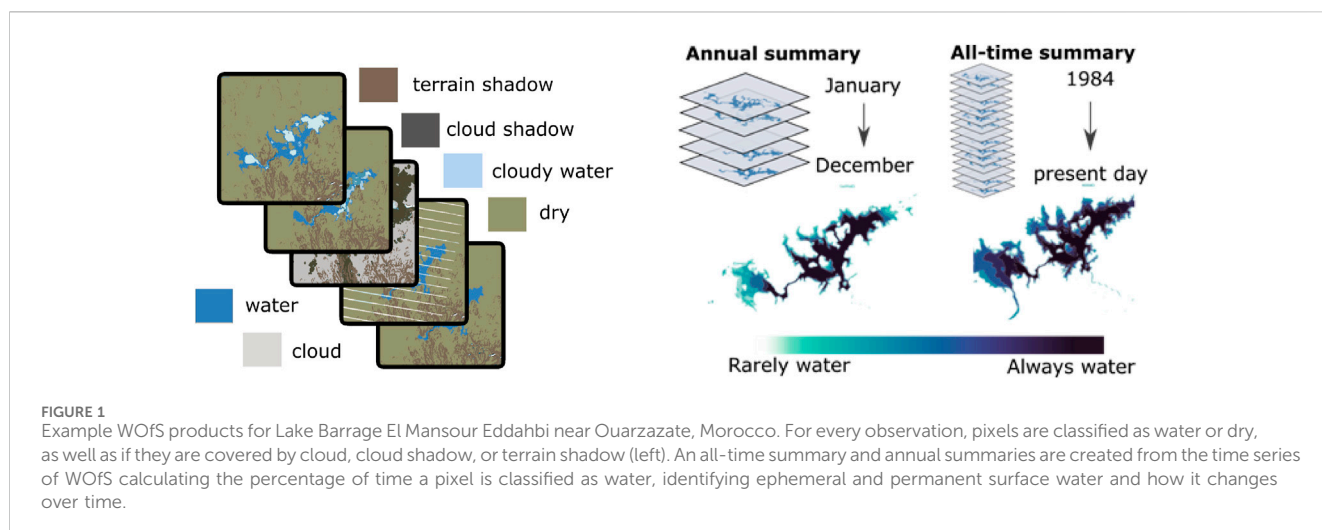 terrain shadow
cloud shadow
cloudy water
dry
water
cloud
Annual summary
January
December
All-time summary
1984
present day
Rarely water
Always water
FIGURE 1
Example WOfS products for Lake Barrage El Mansour Eddahbi near Ouarzazate, Morocco. For every observation, pixels are classified as water or dry,
as well as if they are covered by cloud, cloud shadow, or terrain shadow (left). An all-time summary and annual summaries are created from the time series
of WOfS calculating the percentage of time a pixel is classified as water, identifying ephemeral and permanent surface water and how it changes
over time.